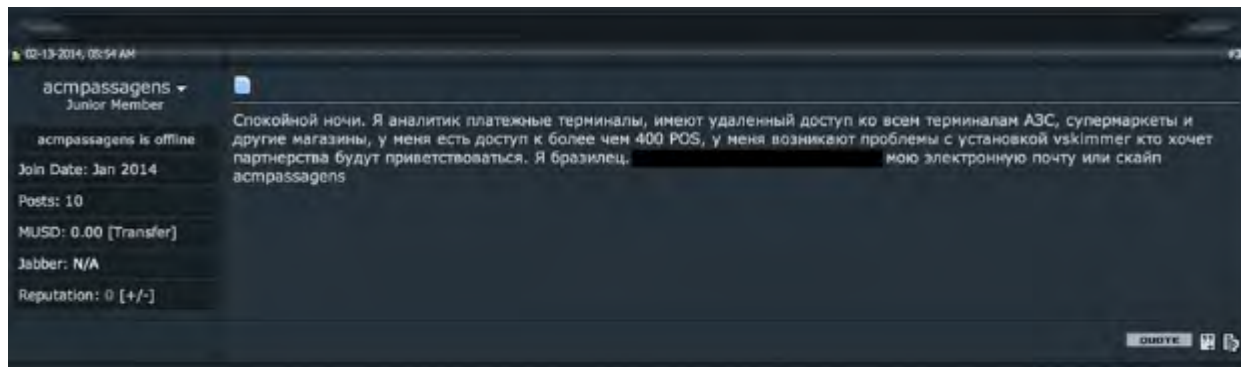 02-13-2014, 05:54 AM
#3
acmpassagens
Junior Member
acmpassagens is offline
Join Date: Jan 2014
Posts: 10
MUSD: 0.00 [Transfer]
Jabber: N/A
Reputation: 0 [+/-]
Спокойной ночи. Я аналитик платежные терминалы, имеют удаленный доступ ко всем терминалам АЗС, супермаркеты и
другие магазины, у меня есть доступ к более чем 400 POS, у меня возникают проблемы с установкой vskimmer кто хочет
партнерства будут приветствоваться. Я бразилец. мою электронную почту или скайп
acmpassagens
QUOTE